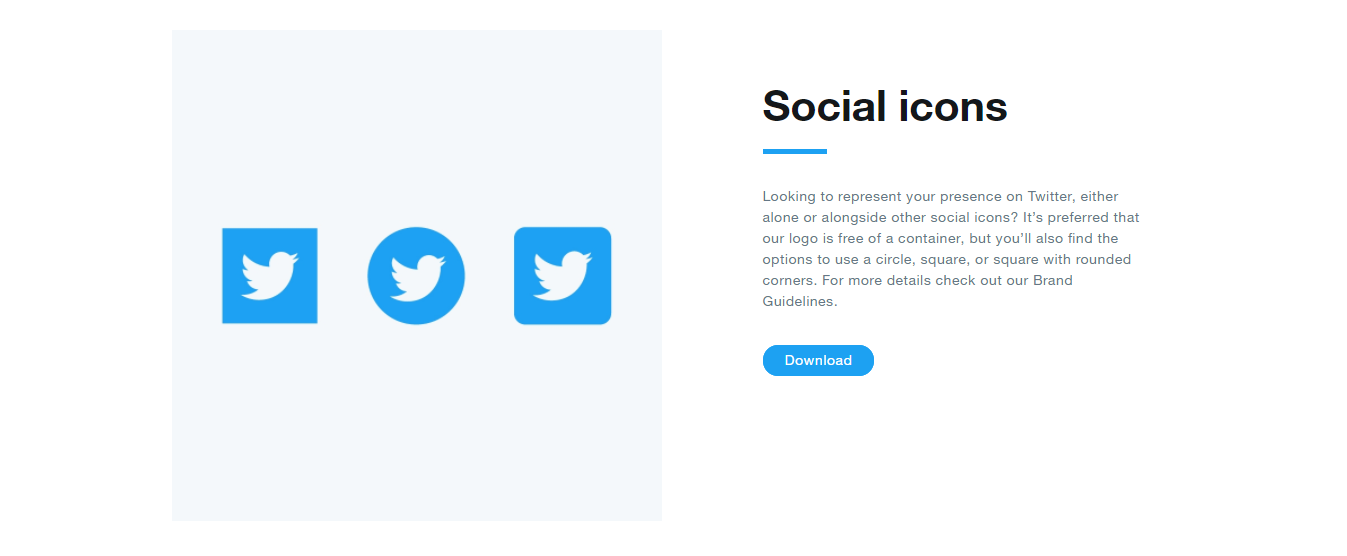 Social icons
Looking to represent your presence on Twitter, either
alone or alongside other social icons? It’s preferred that
our logo is free of a container, but you’ll also find the
options to use a circle, square, or square with rounded
corners. For more details check out our Brand
Guidelines.
Download